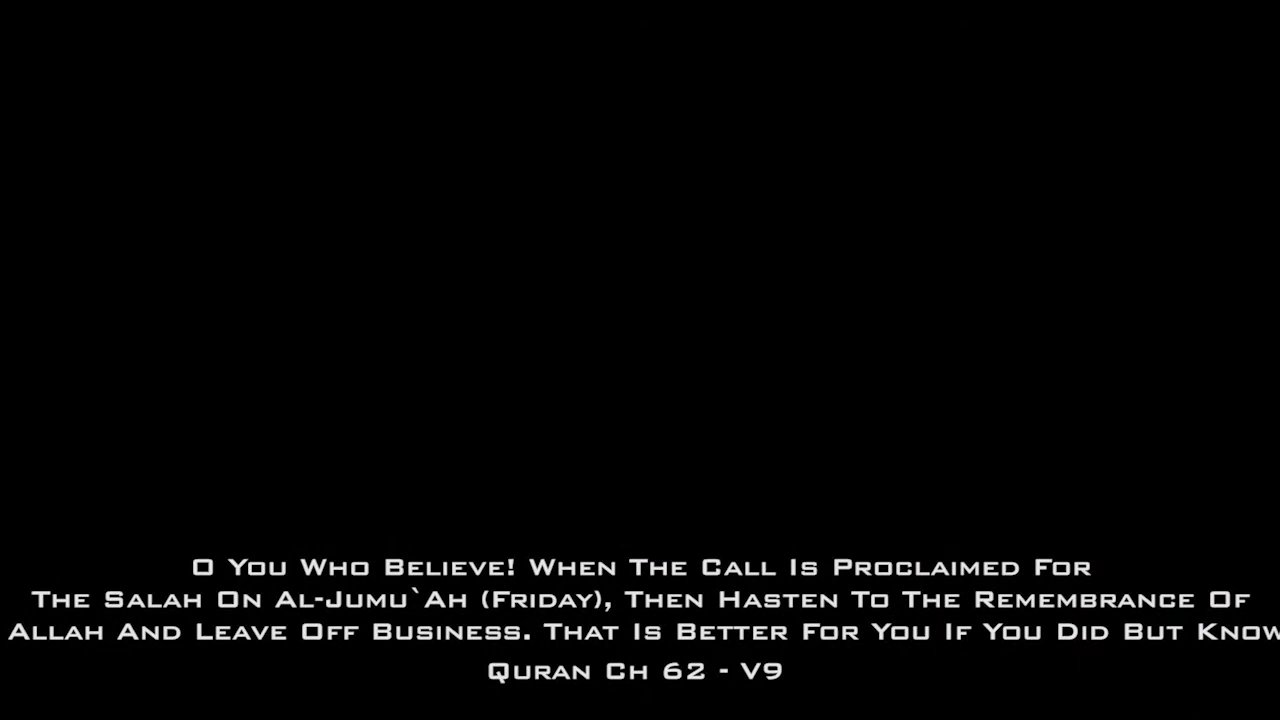 O You Who Believe! When The Call Is Proclaimed For
The Salah On Al-Jumu`Ah (Friday), Then Hasten To The Remembrance Of
Allah And Leave Off Business. That Is Better For You If You Did But Know
Quran Ch 62 - V9